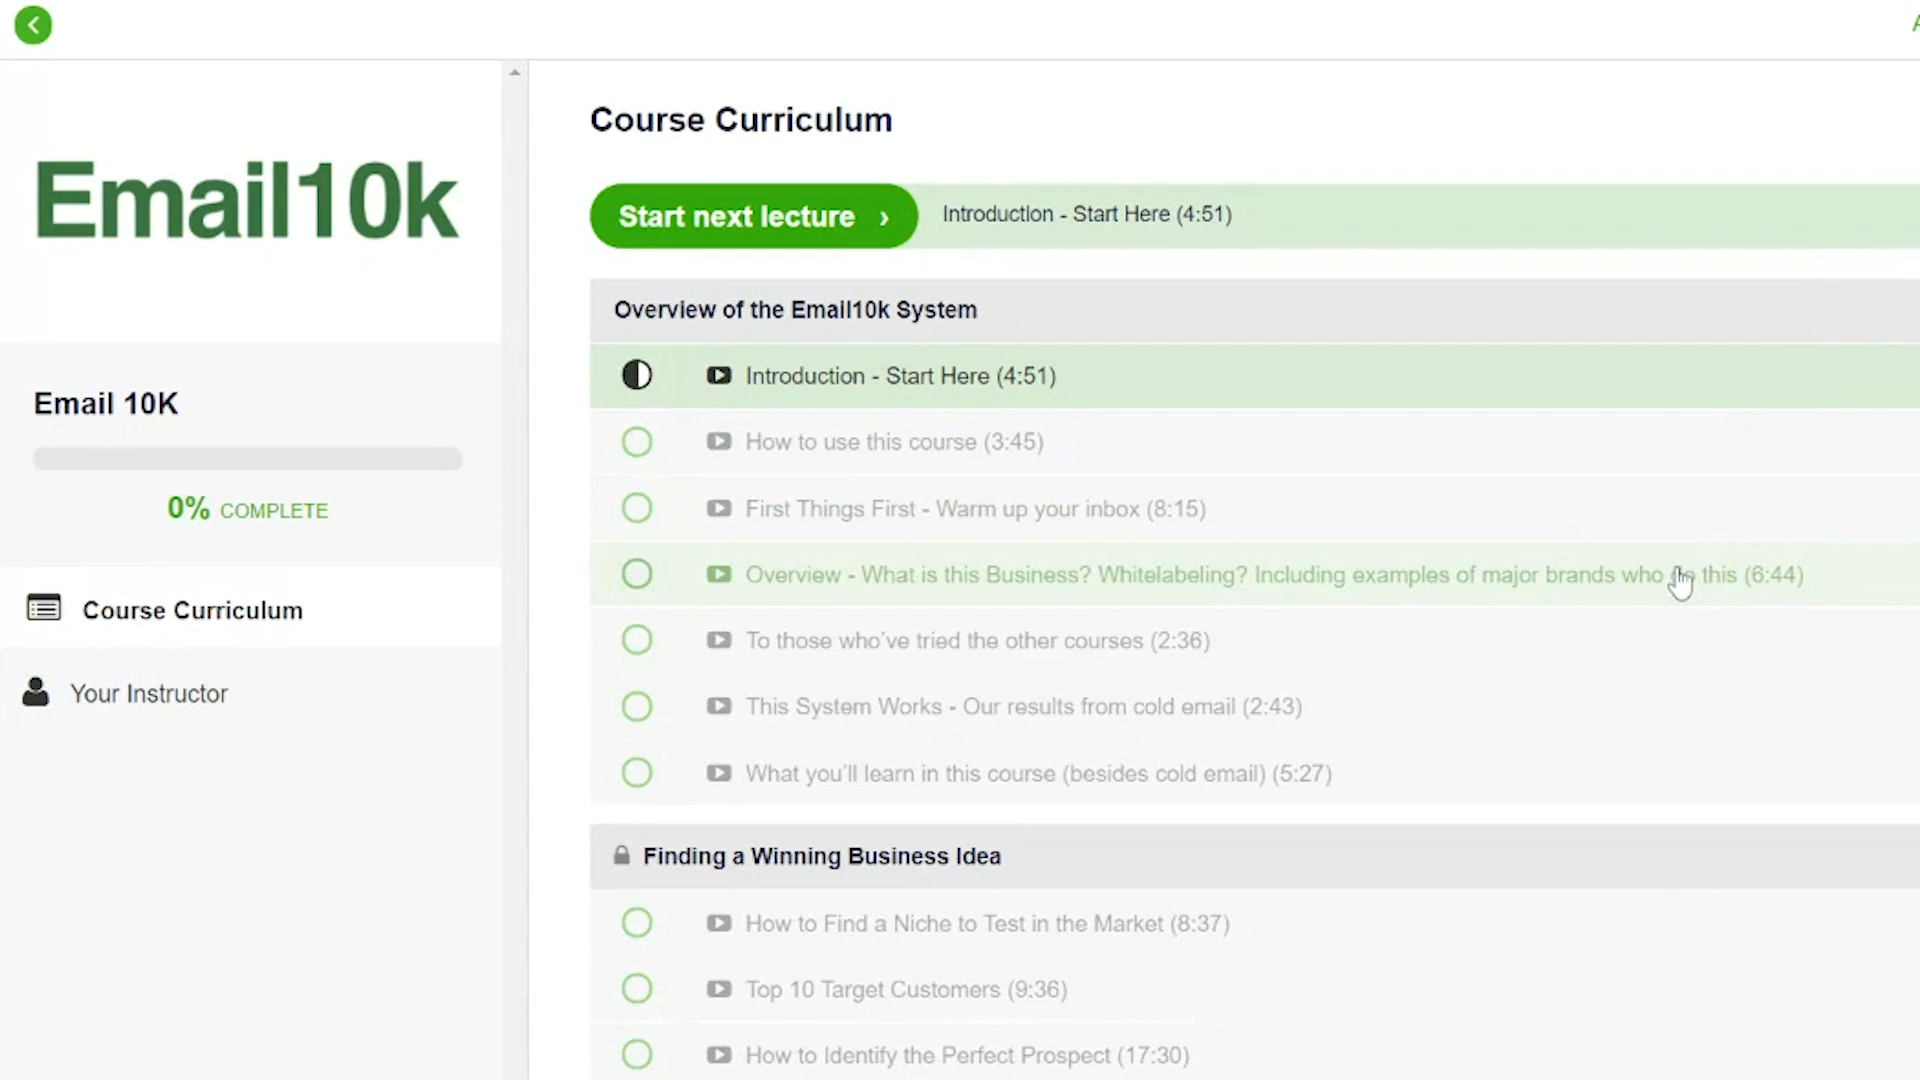 Email10k
Email 10K
0% COMPLETE
Course Curriculum
Your Instructor
Course Curriculum
Start next lecture ›
Introduction - Start Here (4:51)
Overview of the Email10k System
Introduction - Start Here (4:51)
How to use this course (3:45)
First Things First - Warm up your inbox (8:15)
Overview - What is this Business? Whitelabeling? Including examples of major brands who this (6:44)
To those who've tried the other courses (2:36)
This System Works - Our results from cold email (2:43)
What you'll learn in this course (besides cold email) (5:27)
Finding a Winning Business Idea
How to Find a Niche to Test in the Market (8:37)
Top 10 Target Customers (9:36)
How to Identify the Perfect Prospect (17:30)